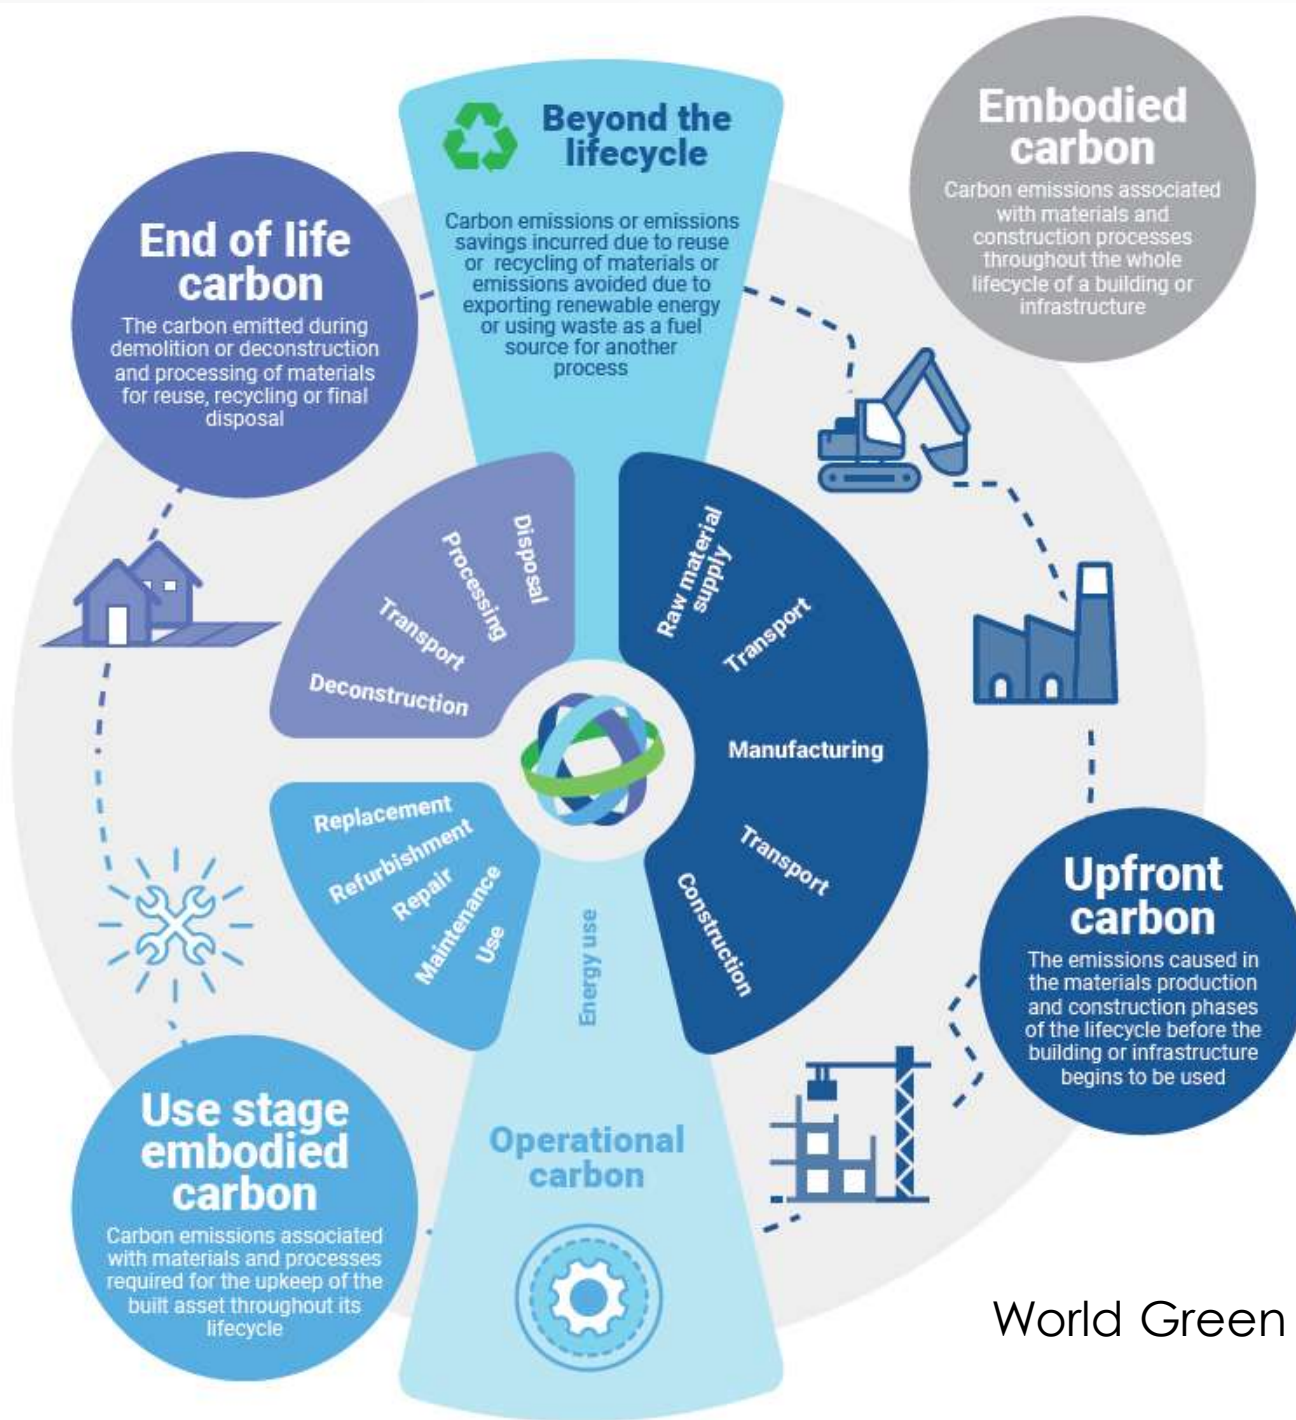 Beyond the
lifecycle
Carbon emissions or emissions
savings incurred due to reuse
or recycling of materials or
emissions avoided due to
exporting renewable energy
or using waste as a fuel
source for another
process
Embodied
carbon
Carbon emissions associated
with materials and
construction processes
throughout the whole
lifecycle of a building or
infrastructure
End of life
carbon
The carbon emitted during
demolition or deconstruction
and processing of materials
for reuse, recycling or final
disposal
Disposal
Processing
Transport
Deconstruction
Raw material
supply
Transport
Manufacturing
Transport
Construction
Replacement
Refurbishment
Repair
Maintenance
Use
Energy use
Upfront
carbon
The emissions caused in
the materials production
and construction phases
of the lifecycle before the
building or infrastructure
begins to be used
Use stage
embodied
carbon
Carbon emissions associated
with materials and processes
required for the upkeep of the
built asset throughout its
lifecycle
Operational
carbon
World Green